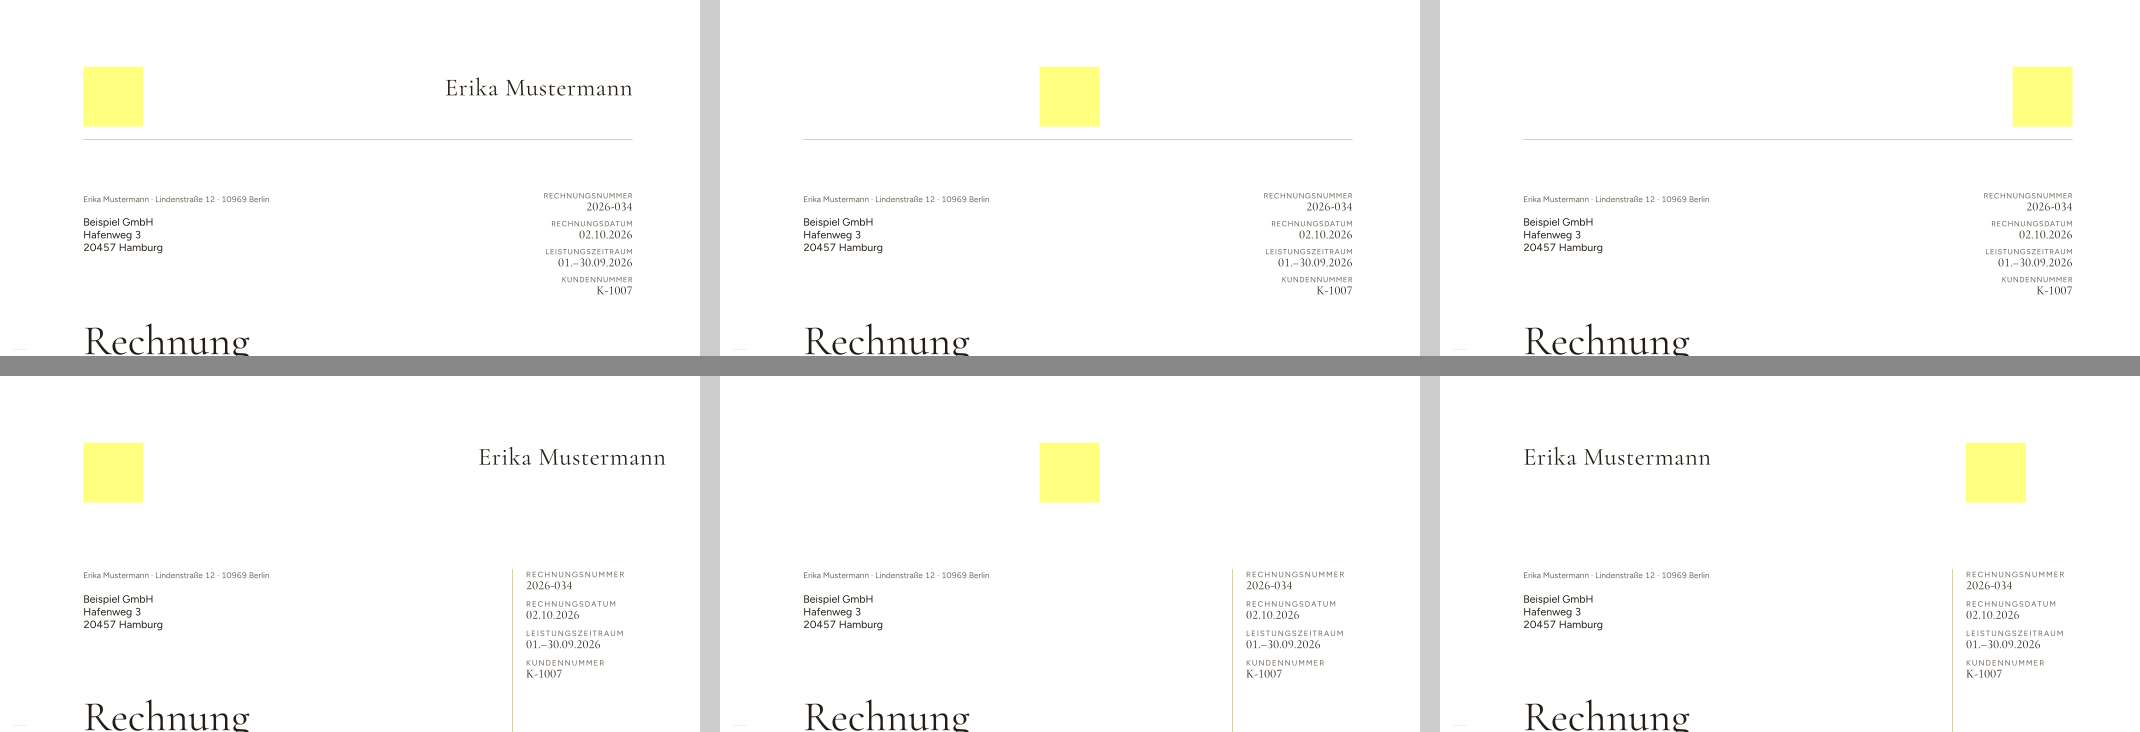 Erika Mustermann
Erika Mustermann · Lindenstraße 12 · 10969 Berlin
Beispiel GmbH
Hafenweg 3
20457 Hamburg
RECHNUNGSNUMMER
2026-034
RECHNUNGSDATUM
02.10.2026
LEISTUNGSZEITRAUM
01.–30.09.2026
KUNDENNUMMER
K-1007
Rechnung
Erika Mustermann · Lindenstraße 12 · 10969 Berlin
Beispiel GmbH
Hafenweg 3
20457 Hamburg
RECHNUNGSNUMMER
2026-034
RECHNUNGSDATUM
02.10.2026
LEISTUNGSZEITRAUM
01.–30.09.2026
KUNDENNUMMER
K-1007
Rechnung
Erika Mustermann · Lindenstraße 12 · 10969 Berlin
Beispiel GmbH
Hafenweg 3
20457 Hamburg
RECHNUNGSNUMMER
2026-034
RECHNUNGSDATUM
02.10.2026
LEISTUNGSZEITRAUM
01.–30.09.2026
KUNDENNUMMER
K-1007
Rechnung
Erika Mustermann
Erika Mustermann · Lindenstraße 12 · 10969 Berlin
Beispiel GmbH
Hafenweg 3
20457 Hamburg
RECHNUNGSNUMMER
2026-034
RECHNUNGSDATUM
02.10.2026
LEISTUNGSZEITRAUM
01.–30.09.2026
KUNDENNUMMER
K-1007
Rechnung
Erika Mustermann · Lindenstraße 12 · 10969 Berlin
Beispiel GmbH
Hafenweg 3
20457 Hamburg
RECHNUNGSNUMMER
2026-034
RECHNUNGSDATUM
02.10.2026
LEISTUNGSZEITRAUM
01.–30.09.2026
KUNDENNUMMER
K-1007
Rechnung
Erika Mustermann
Erika Mustermann · Lindenstraße 12 · 10969 Berlin
Beispiel GmbH
Hafenweg 3
20457 Hamburg
RECHNUNGSNUMMER
2026-034
RECHNUNGSDATUM
02.10.2026
LEISTUNGSZEITRAUM
01.–30.09.2026
KUNDENNUMMER
K-1007
Rechnung